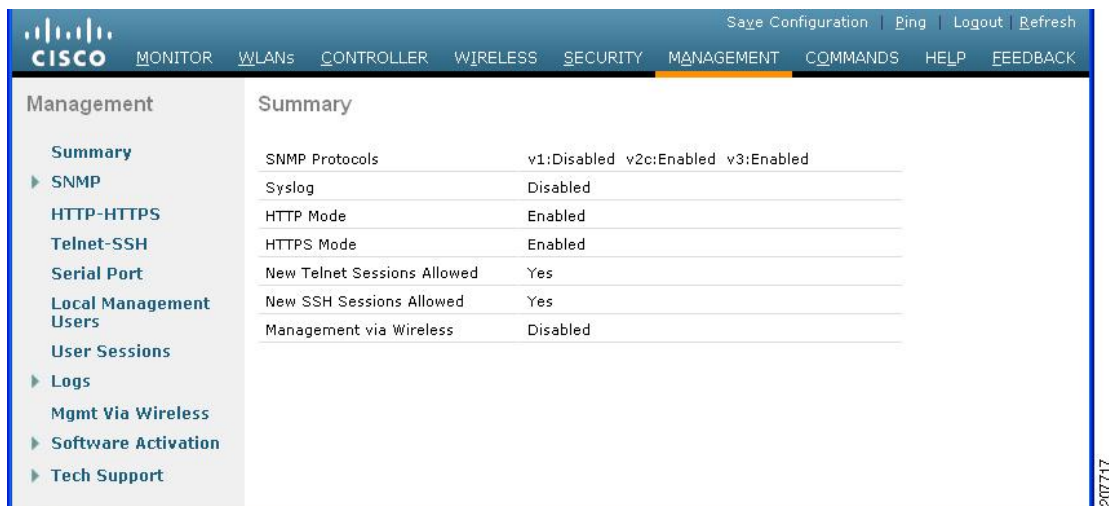 Save Configuration | Ping | Logout | Refresh
CISCO MONITOR WLANs CONTROLLER WIRELESS SECURITY MANAGEMENT COMMANDS HELP FEEDBACK
Management
Summary
SNMP
HTTP-HTTPS
Telnet-SSH
Serial Port
Local Management
Users
User Sessions
Logs
Mgmt Via Wireless
Software Activation
Tech Support
Summary
SNMP Protocols v1:Disabled v2c:Enabled v3:Enabled
Syslog Disabled
HTTP Mode Enabled
HTTPS Mode Enabled
New Telnet Sessions Allowed Yes
New SSH Sessions Allowed Yes
Management via Wireless Disabled
207717